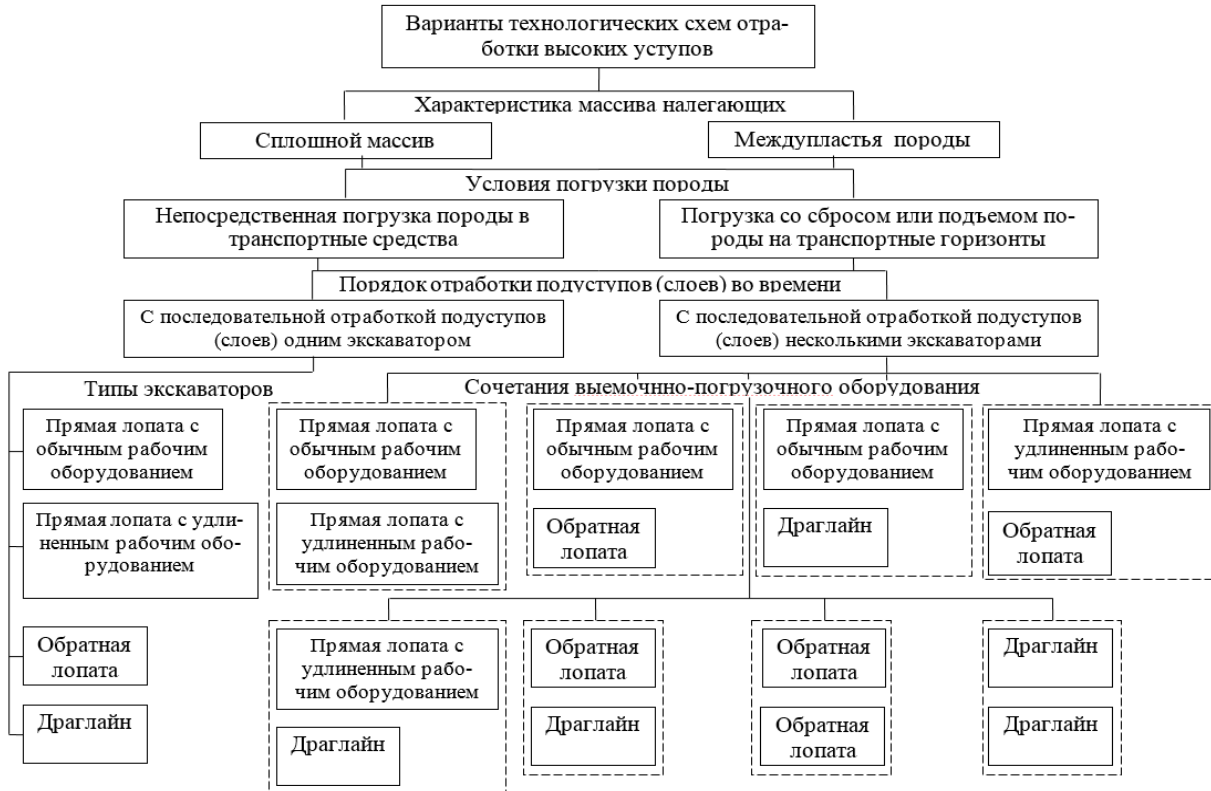 Варианты технологических схем отра-
ботки высоких уступов
Характеристика массива налегающих
Сплошной массив
Междупластья породы
Условия погрузки породы
Непосредственная погрузка породы в
транспортные средства
Погрузка со сбросом или подъемом по-
роды на транспортные горизонты
Порядок отработки подуступов (слоев) во времени
С последовательной отработкой подуступов
(слоев) одним экскаватором
С последовательной отработкой подуступов
(слоев) несколькими экскаваторами
Типы экскаваторов
Сочетания выемочнно-погрузочного оборудования
Прямая лопата с
обычным рабочим
оборудованием
Прямая лопата с удли-
ненным рабочим обо-
рудованием
Обратная
лопата
Драглайн
Прямая лопата с
обычным рабочим
оборудованием
Прямая лопата с
удлиненным рабо-
чим оборудованием
Прямая лопата с
обычным рабочим
оборудованием
Обратная
лопата
Прямая лопата с
обычным рабочим
оборудованием
Драглайн
Прямая лопата с
удлиненным рабо-
чим оборудованием
Обратная
лопата
Прямая лопата с
удлиненным рабо-
чим оборудованием
Драглайн
Обратная
лопата
Драглайн
Обратная
лопата
Обратная
лопата
Драглайн
Драглайн